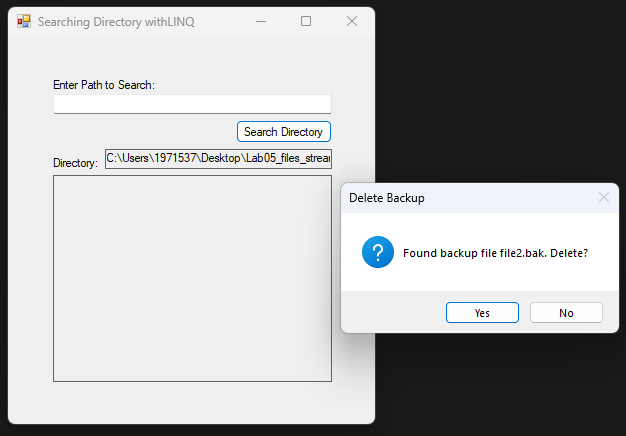 Searching Directory withLINQ
Enter Path to Search:
Search Directory
Directory:
C:\Users\1971537\Desktop\Lab05_files_strear
Delete Backup
Found backup file file2.bak. Delete?
Yes
No